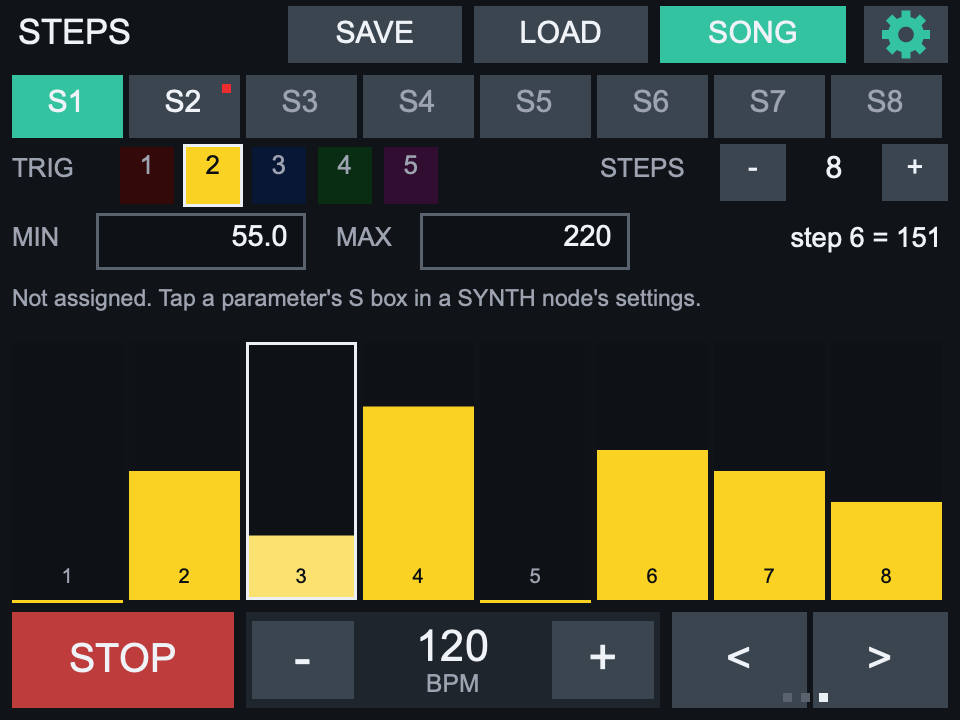 STEPS SAVE LOAD SONG
S1 S2 S3 S4 S5 S6 S7 S8
TRIG 1 2 3 4 5 STEPS - 8 +
MIN 55.0 MAX 220 step 6 = 151
Not assigned. Tap a parameter's S box in a SYNTH node's settings.
1 2 3 4 5 6 7 8
STOP - 120 + < >
BPM